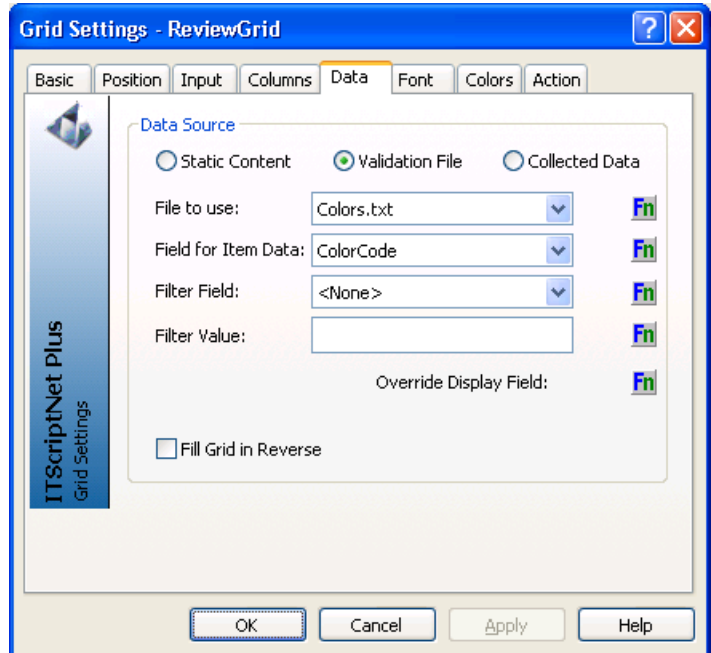 Grid Settings - ReviewGrid
Basic Position Input Columns Data Font Colors Action
Data Source
Static Content Validation File Collected Data
File to use: Colors.txt Fn
Field for Item Data: ColorCode Fn
Filter Field: <None> Fn
Filter Value: Fn
Override Display Field: Fn
Fill Grid in Reverse
ITScriptNet Plus
Grid Settings
OK Cancel Apply Help